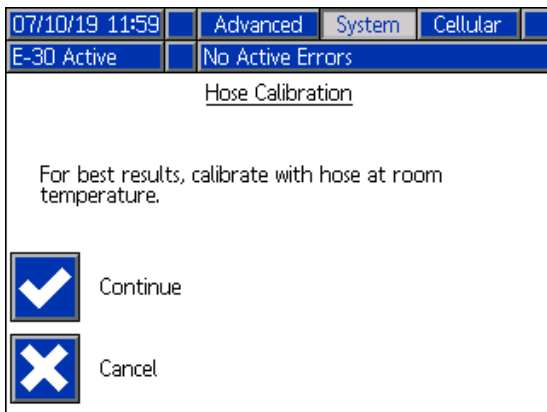 07/10/19 11:59 Advanced System Cellular
E-30 Active No Active Errors
Hose Calibration
For best results, calibrate with hose at room
temperature.
Continue
Cancel